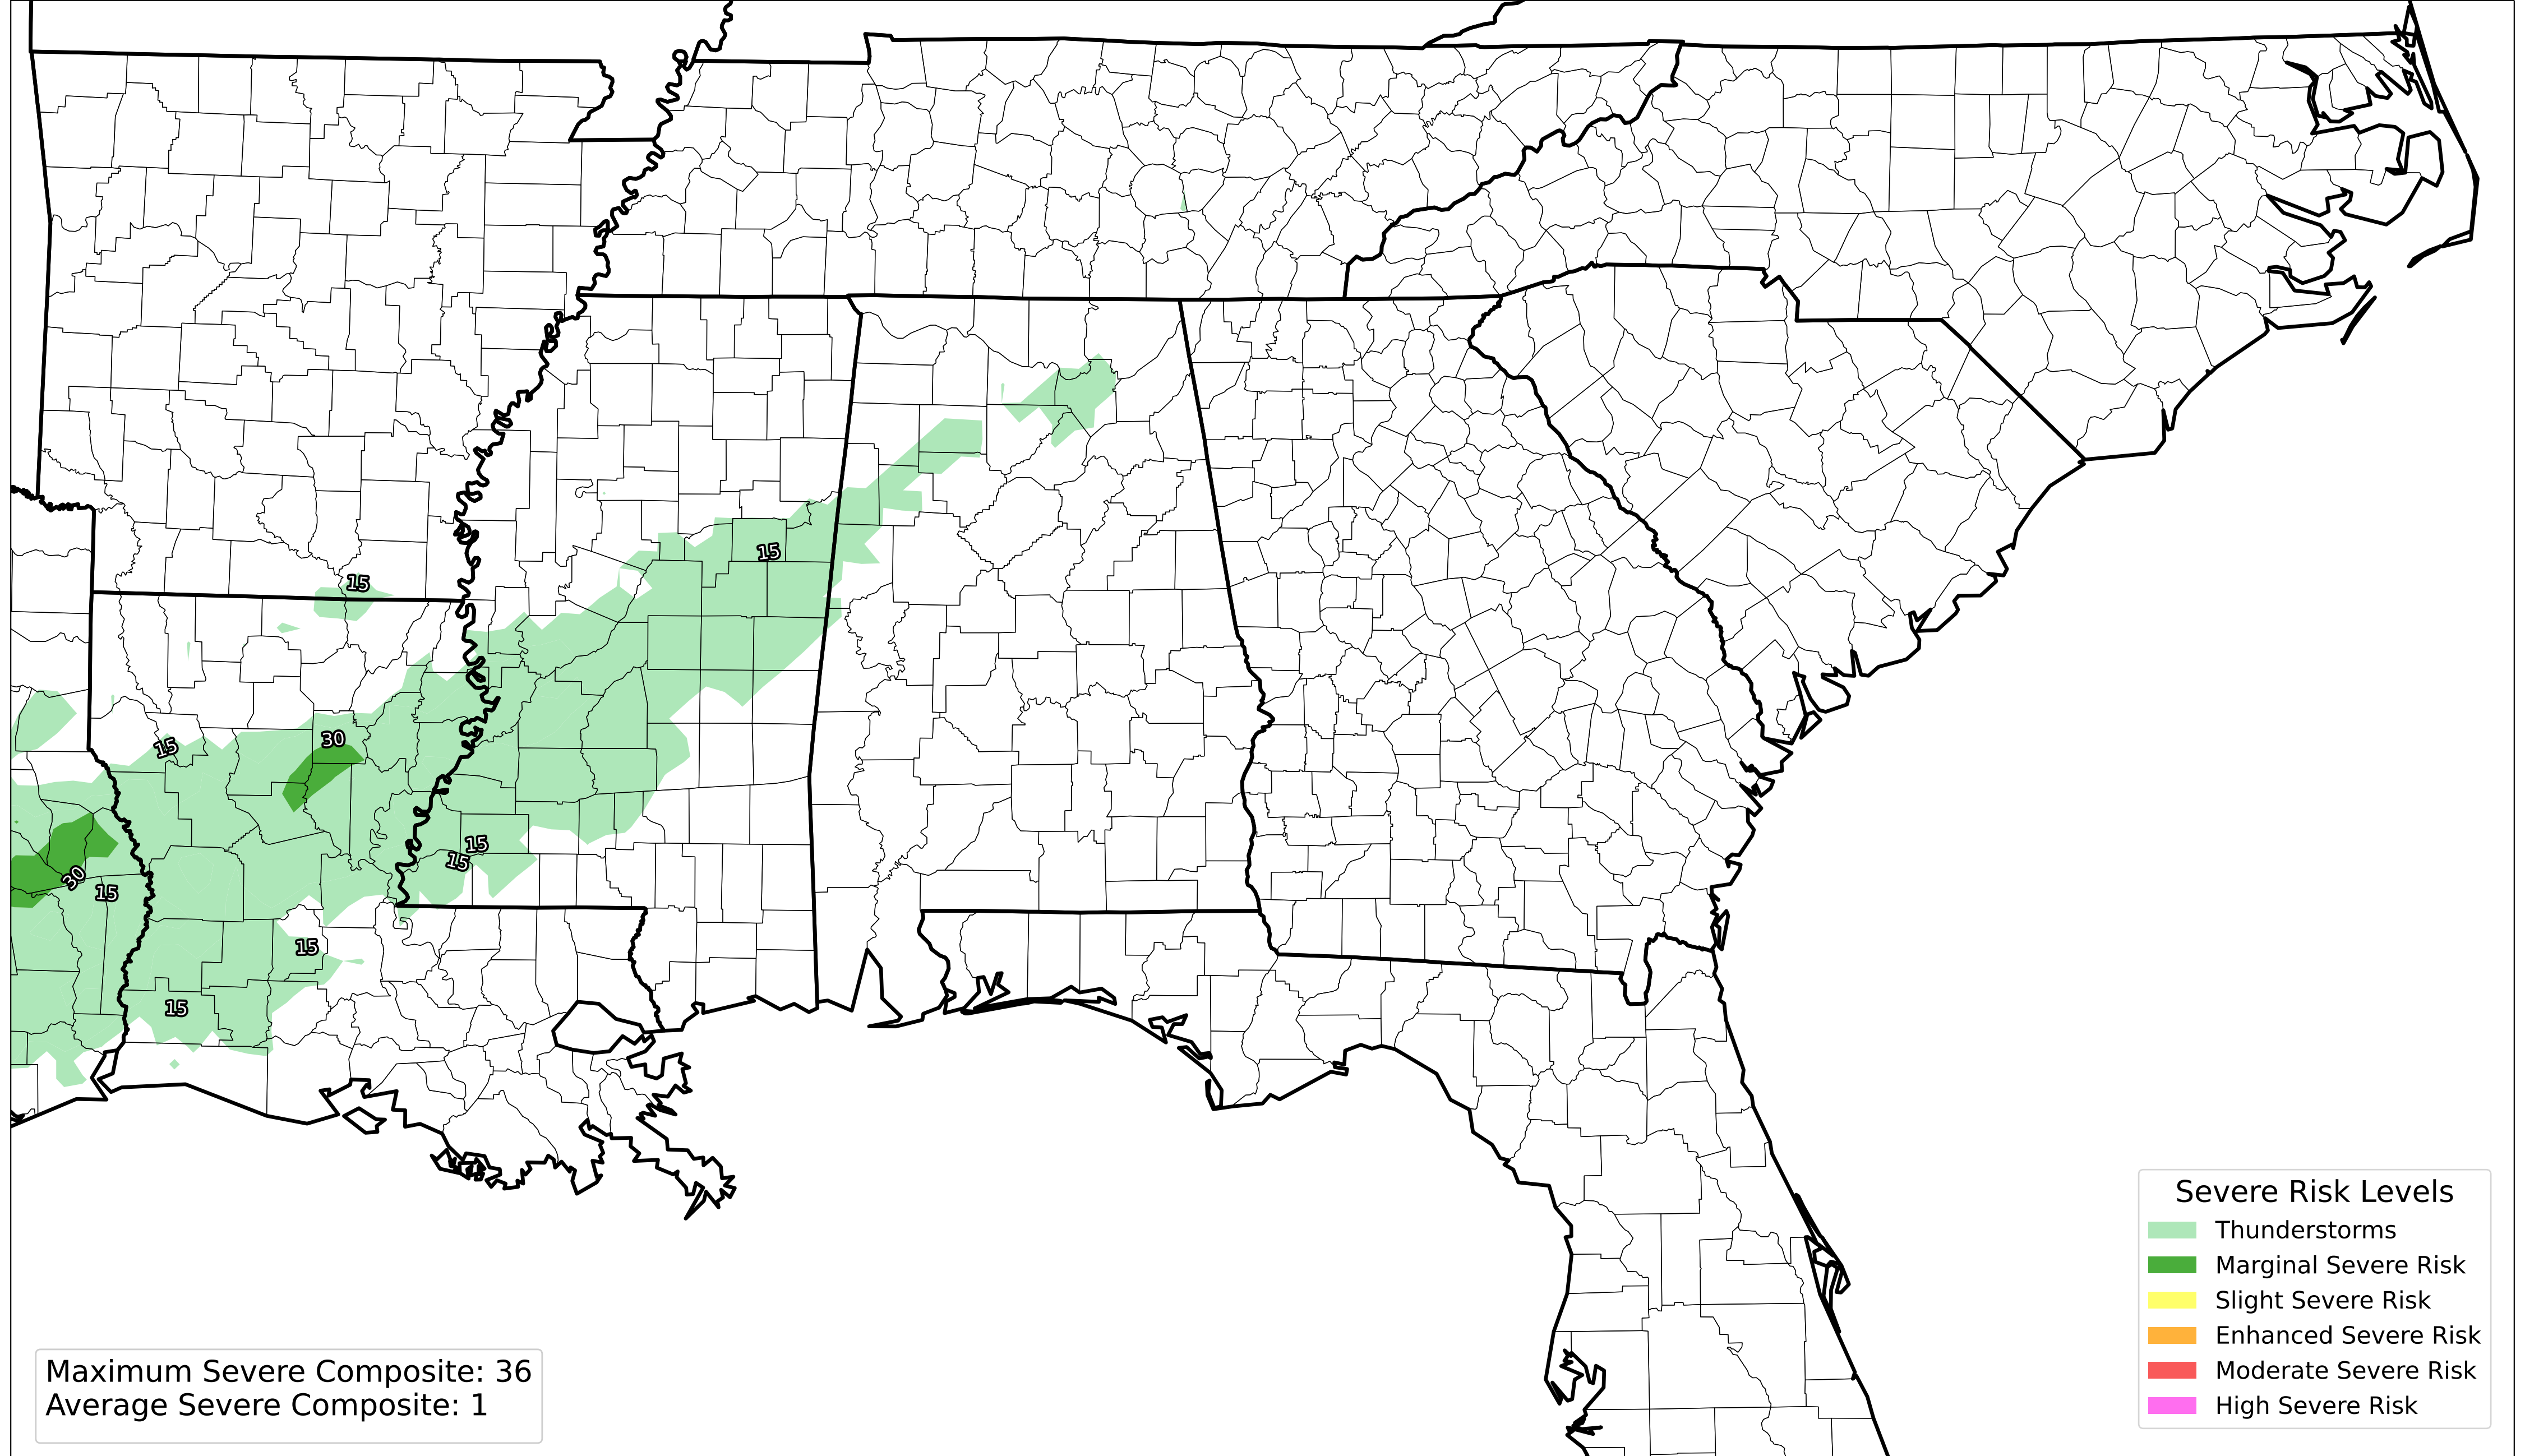 15
15
15
30
30
15
15
15
15
15
Severe Risk Levels
Thunderstorms
Marginal Severe Risk
Slight Severe Risk
Enhanced Severe Risk
Moderate Severe Risk
High Severe Risk
Maximum Severe Composite: 36
Average Severe Composite: 1